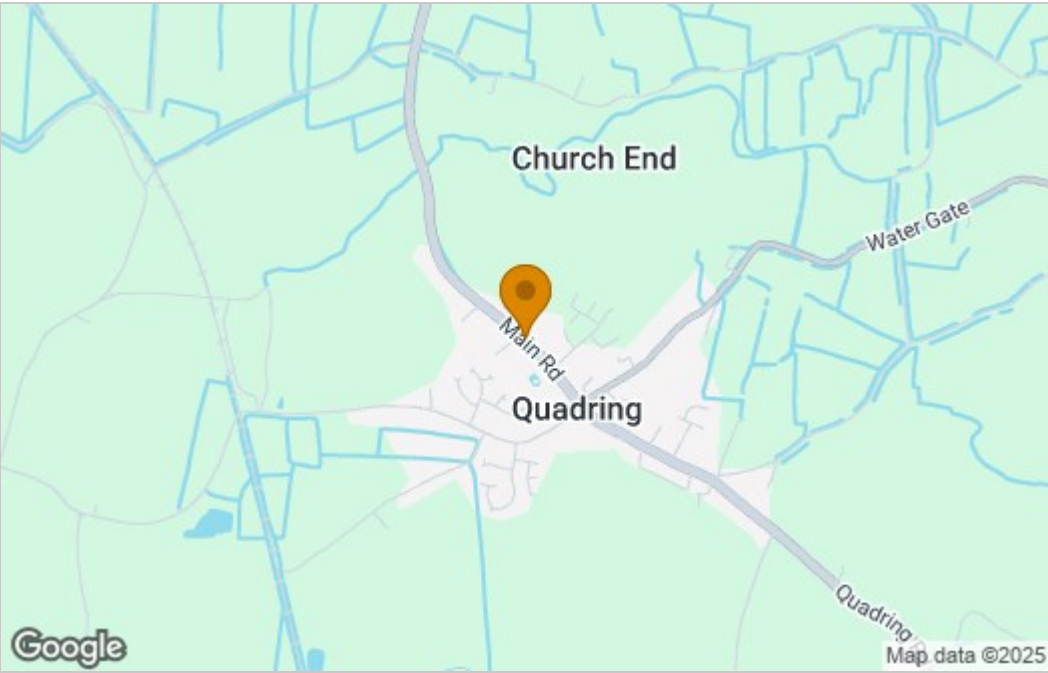 Church End
Water Gate
Main Rd
Quadring
Quadring
Google
Map data ©2025